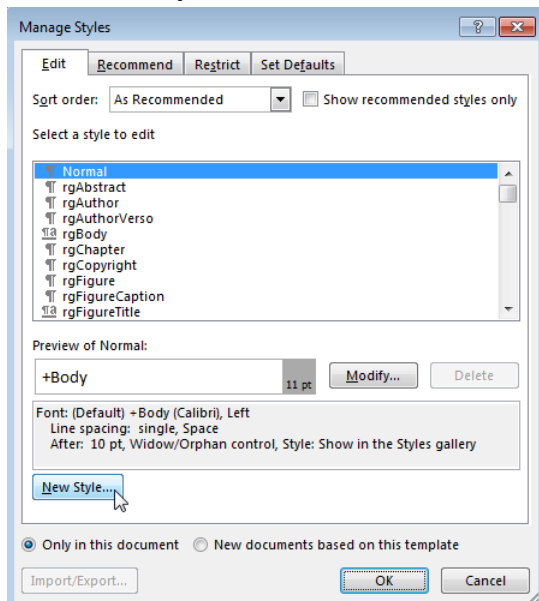 Manage Styles
Edit Recommend Restrict Set Defaults
Sort order: As Recommended Show recommended styles only
Select a style to edit
¶ Normal
¶ rgAbstract
¶ rgAuthor
¶ rgAuthorVerso
¶a rgBody
¶ rgChapter
¶ rgCopyright
¶ rgFigure
¶ rgFigureCaption
¶a rgFigureTitle
Preview of Normal:
+Body 11 pt Modify... Delete
Font: (Default) +Body (Calibri), Left
Line spacing: single, Space
After: 10 pt, Widow/Orphan control, Style: Show in the Styles gallery
New Style...
Only in this document New documents based on this template
Import/Export... OK Cancel